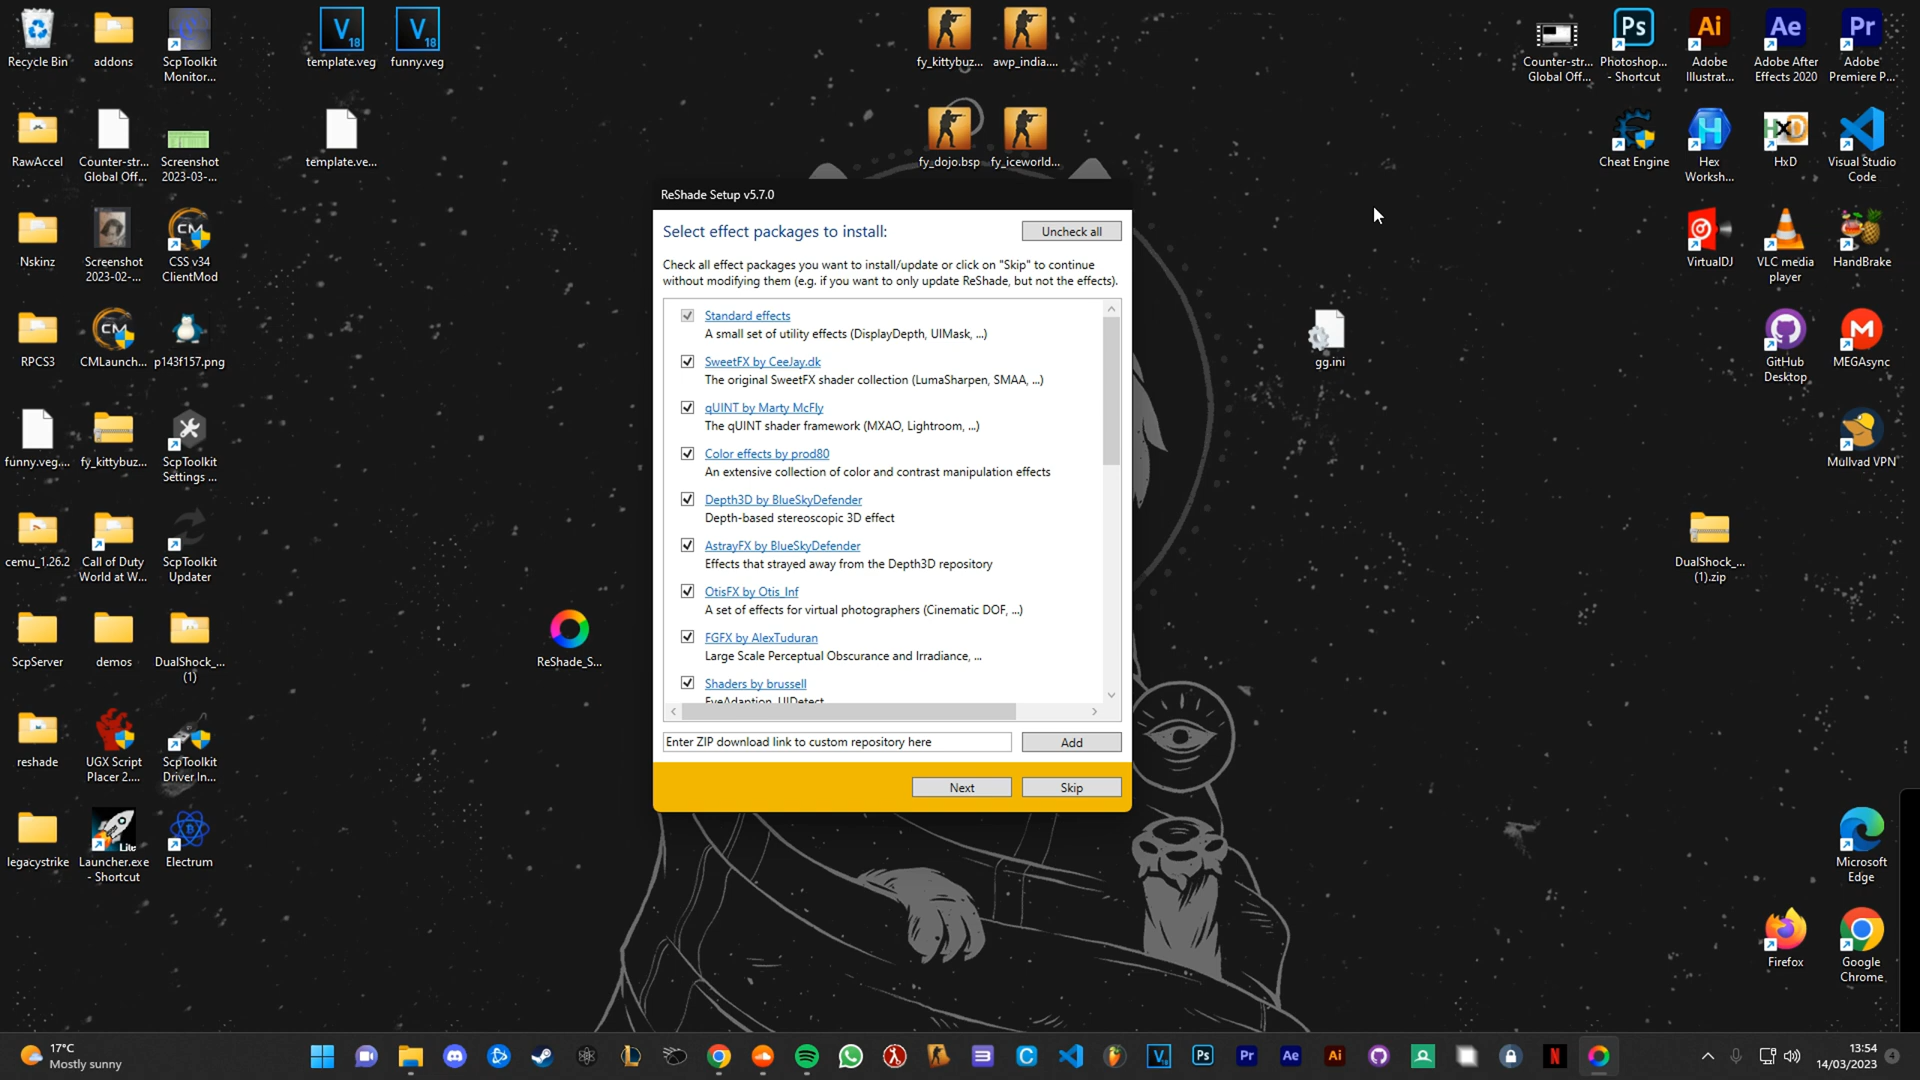 Recycle Bin
addons
ScpToolkit
Monitor...
template.veg
funny.veg
fy_kittybuz...
awp_india....
Counter-str...
Global Off...
Photoshop...
- Shortcut
Adobe
Illustrat...
Adobe After
Effects 2020
Adobe
Premiere P...
RawAccel
Counter-str...
Global Off...
Screenshot
2023-03-...
template.ve...
fy_dojo.bsp
fy_iceworld...
Cheat Engine
Hex
Worksh...
HxD
Visual Studio
Code
Nskinz
Screenshot
2023-02-...
CSS v34
ClientMod
VirtualDJ
VLC media
player
HandBrake
RPCS3
CMLaunch...
p143f157.png
gg.ini
GitHub
Desktop
MEGAsync
funny.veg....
fy_kittybuz...
ScpToolkit
Settings ...
Mullvad VPN
cemu_1.26.2
Call of Duty
World at W...
ScpToolkit
Updater
DualShock_...
(1).zip
ScpServer
demos
DualShock_...
(1)
ReShade_S...
reshade
UGX Script
Placer 2....
ScpToolkit
Driver In...
legacystrike
Launcher.exe
- Shortcut
Electrum
Microsoft
Edge
Firefox
Google
Chrome
ReShade Setup v5.7.0
Select effect packages to install:
Uncheck all
Check all effect packages you want to install/update or click on "Skip" to continue
without modifying them (e.g. if you want to only update ReShade, but not the effects).
Standard effects
A small set of utility effects (DisplayDepth, UIMask, ...)
SweetFX by CeeJay.dk
The original SweetFX shader collection (LumaSharpen, SMAA, ...)
qUINT by Marty McFly
The qUINT shader framework (MXAO, Lightroom, ...)
Color effects by prod80
An extensive collection of color and contrast manipulation effects
Depth3D by BlueSkyDefender
Depth-based stereoscopic 3D effect
AstrayFX by BlueSkyDefender
Effects that strayed away from the Depth3D repository
OtisFX by Otis_Inf
A set of effects for virtual photographers (Cinematic DOF, ...)
FGFX by AlexTuduran
Large Scale Perceptual Obscurance and Irradiance, ...
Shaders by brussell
EyeAdaption, UIDetect
Enter ZIP download link to custom repository here
Add
Next
Skip
17°C
Mostly sunny
13:54
14/03/2023
4